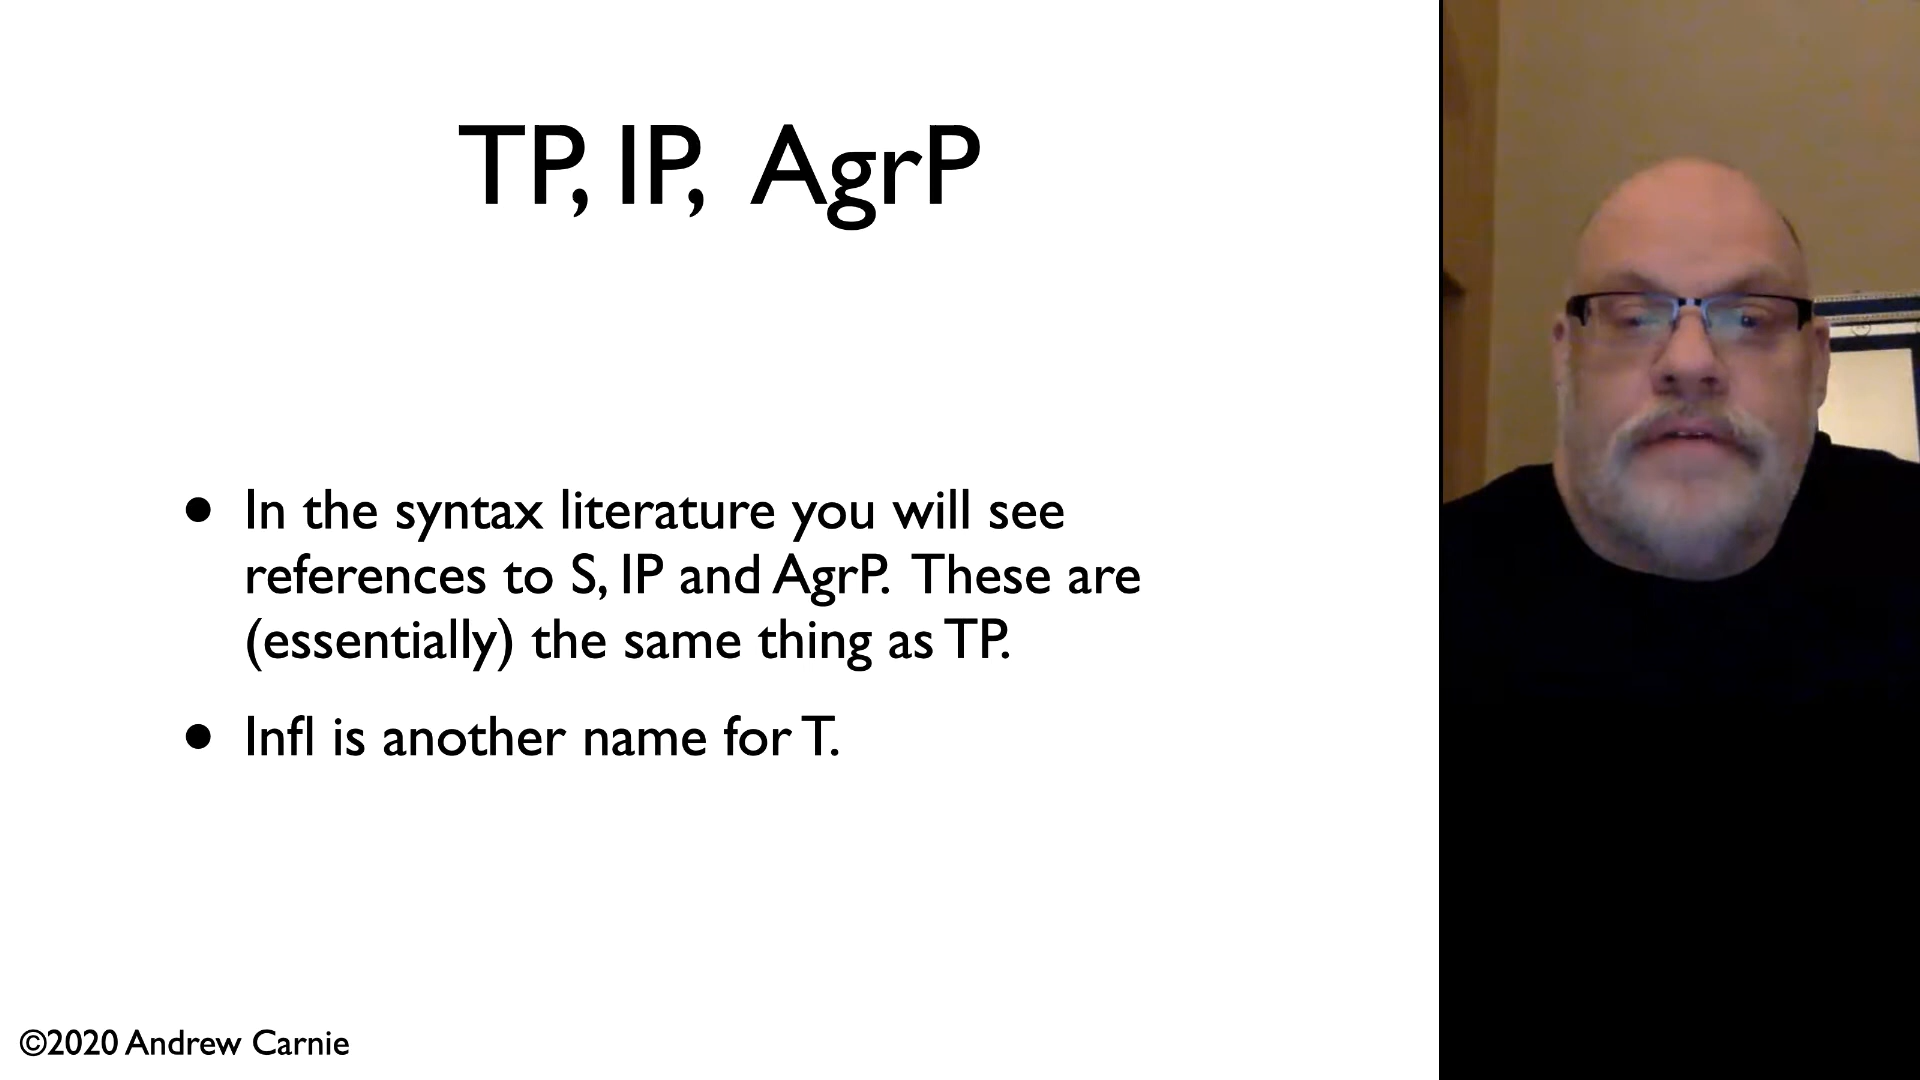 TP, IP, AgrP
• In the syntax literature you will see
references to S, IP and AgrP. These are
(essentially) the same thing as TP.
• Infl is another name for T.
©2020 Andrew Carnie